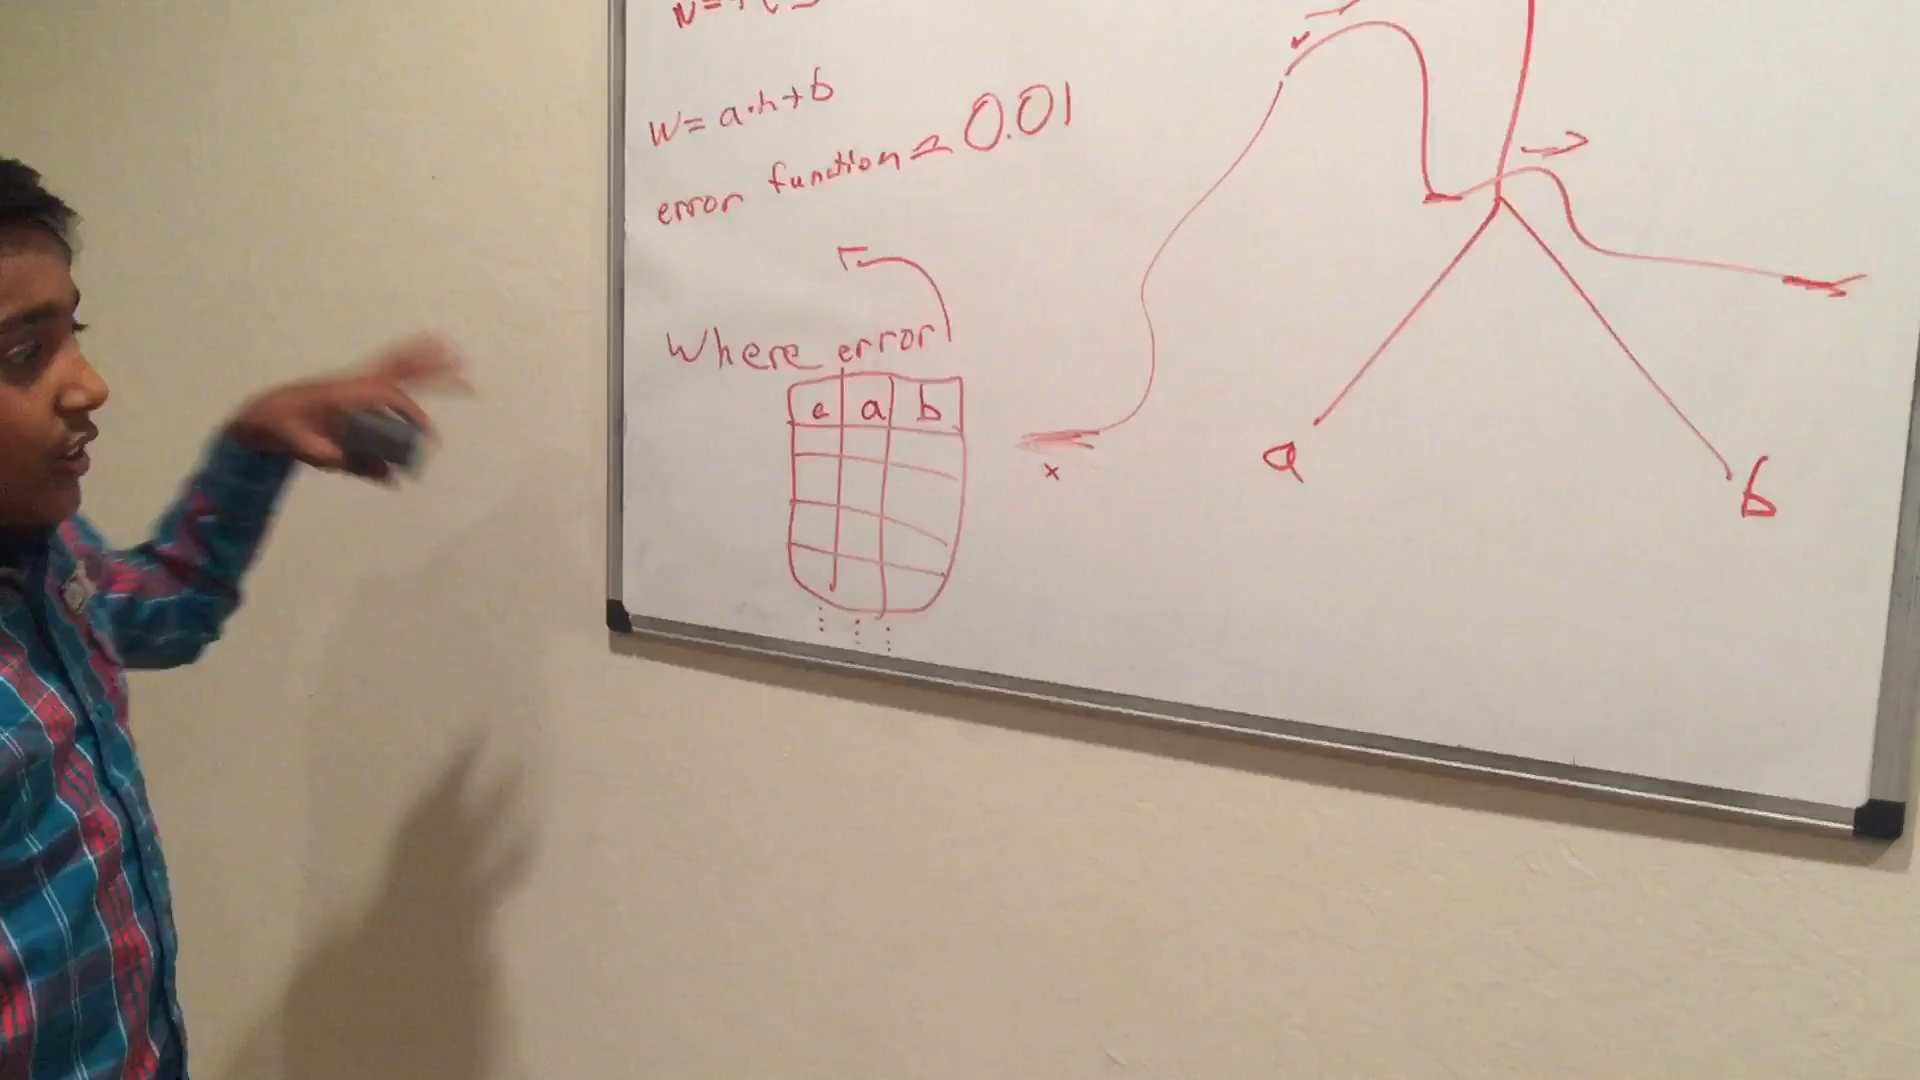 w= a.h+b
error function = 0.01
Where error
e a b
x
a
b